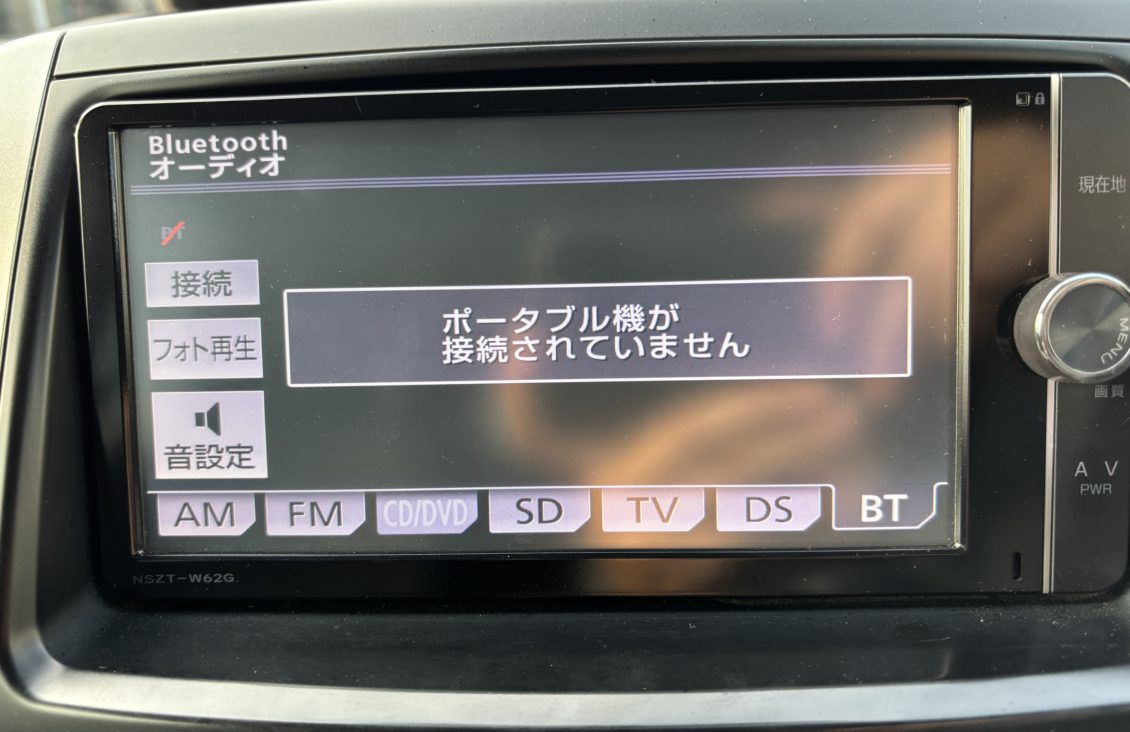 Bluetooth
オーディオ
現在地
BT
接続
フォト再生
音設定
ポータブル機が
接続されていません
MENU
画質
A V
PWR
AM FM CD/DVD SD TV DS BT
NSZT-W62G